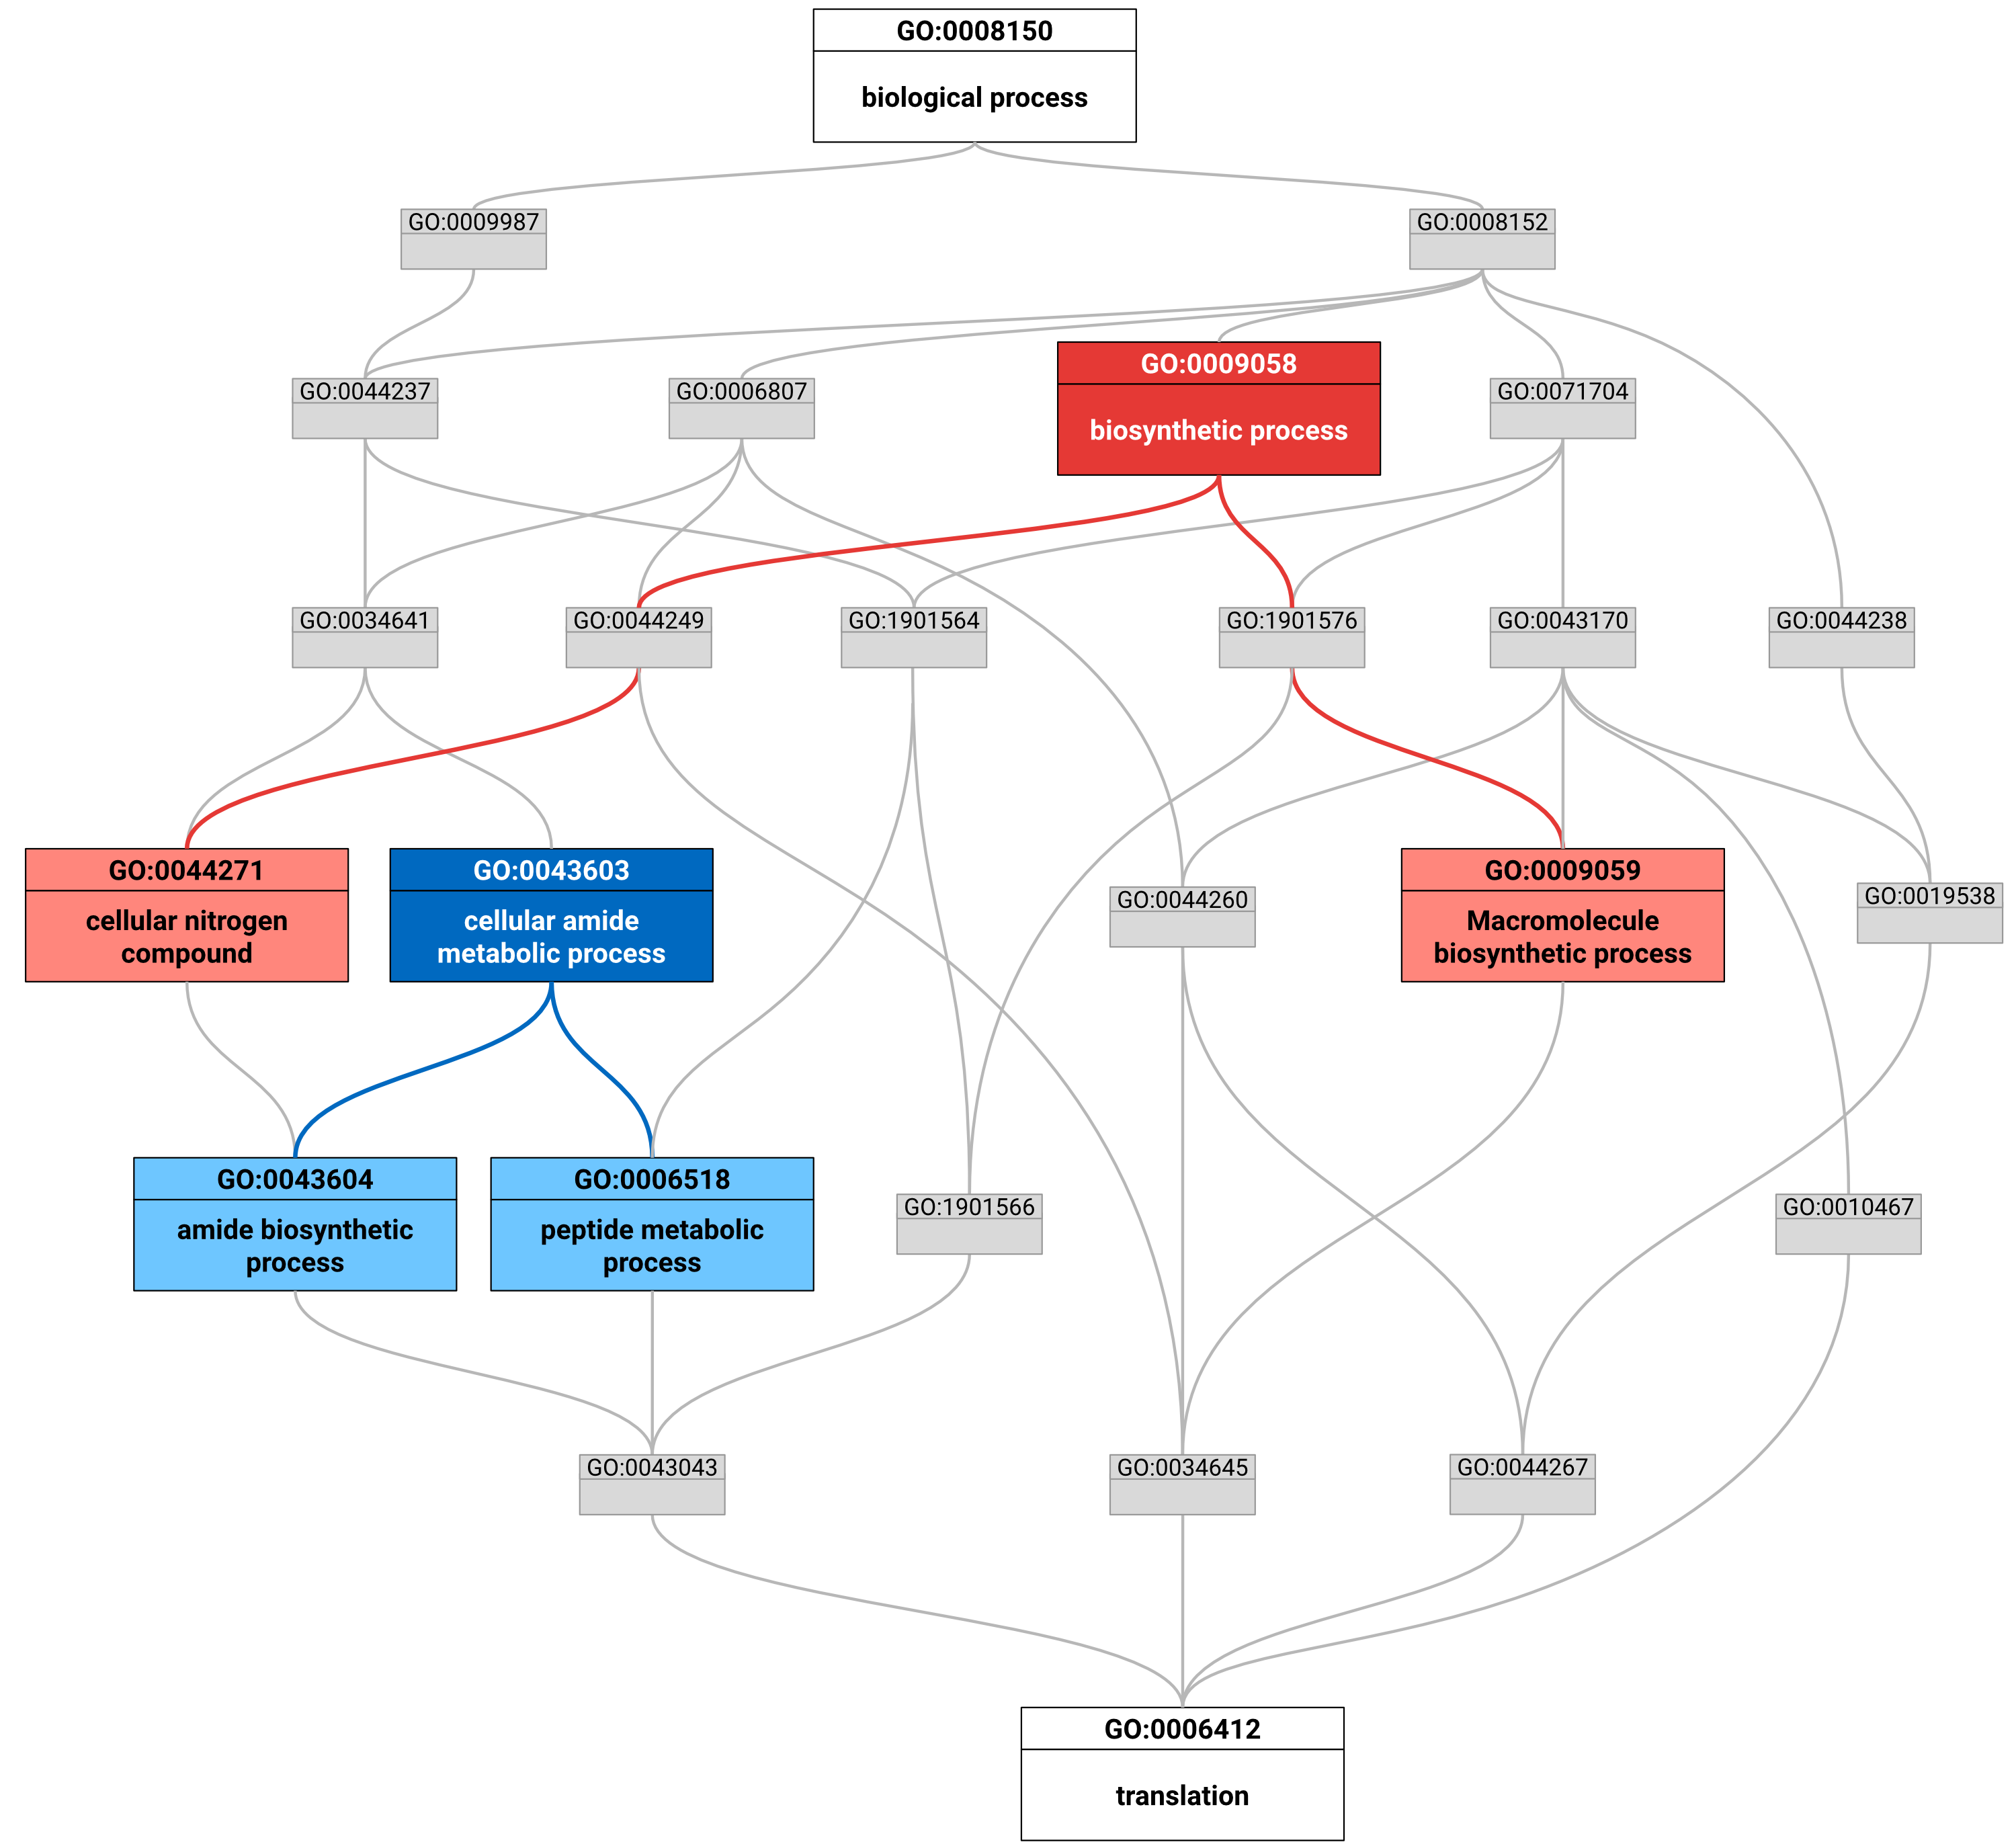 GO:0008150
biological process
GO:0009987
GO:0008152
GO:0044237
GO:0006807
GO:0009058
biosynthetic process
GO:0071704
GO:0034641
GO:0044249
GO:1901564
GO:1901576
GO:0043170
GO:0044238
GO:0044271
cellular nitrogen
compound
GO:0043603
cellular amide
metabolic process
GO:0044260
GO:0009059
Macromolecule
biosynthetic process
GO:0019538
GO:0043604
amide biosynthetic
process
GO:0006518
peptide metabolic
process
GO:1901566
GO:0010467
GO:0043043
GO:0034645
GO:0044267
GO:0006412
translation